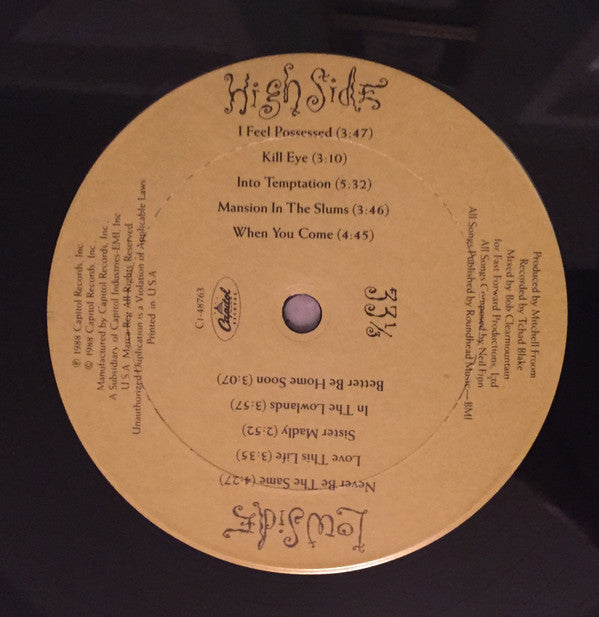 High Side
I Feel Possessed (3:47)
Kill Eye (3:10)
Into Temptation (5:32)
Mansion In The Slums (3:46)
When You Come (4:45)
℗ 1988 Capitol Records, Inc.
© 1988 Capitol Records, Inc.
Manufactured by Capitol Records, Inc.,
A Subsidiary of Capitol Industries-EMI, Inc
U S A Marca Reg All Rights Reserved
Unauthorized Duplication is a Violation of Applicable Laws
Printed in U S A
C1-48763
Capitol
33⅓
Produced by Mitchell Froom
Recorded by Tchad Blake
Mixed by Bob Clearmountain
for Fast Forward Productions, Ltd
All Songs Composed by Neil Finn
All Songs Published by Roundhead Music — BMI
Low Side
Never Be The Same (4:27)
Love This Life (3:35)
Sister Madly (2:52)
In The Lowlands (3:57)
Better Be Home Soon (3:07)